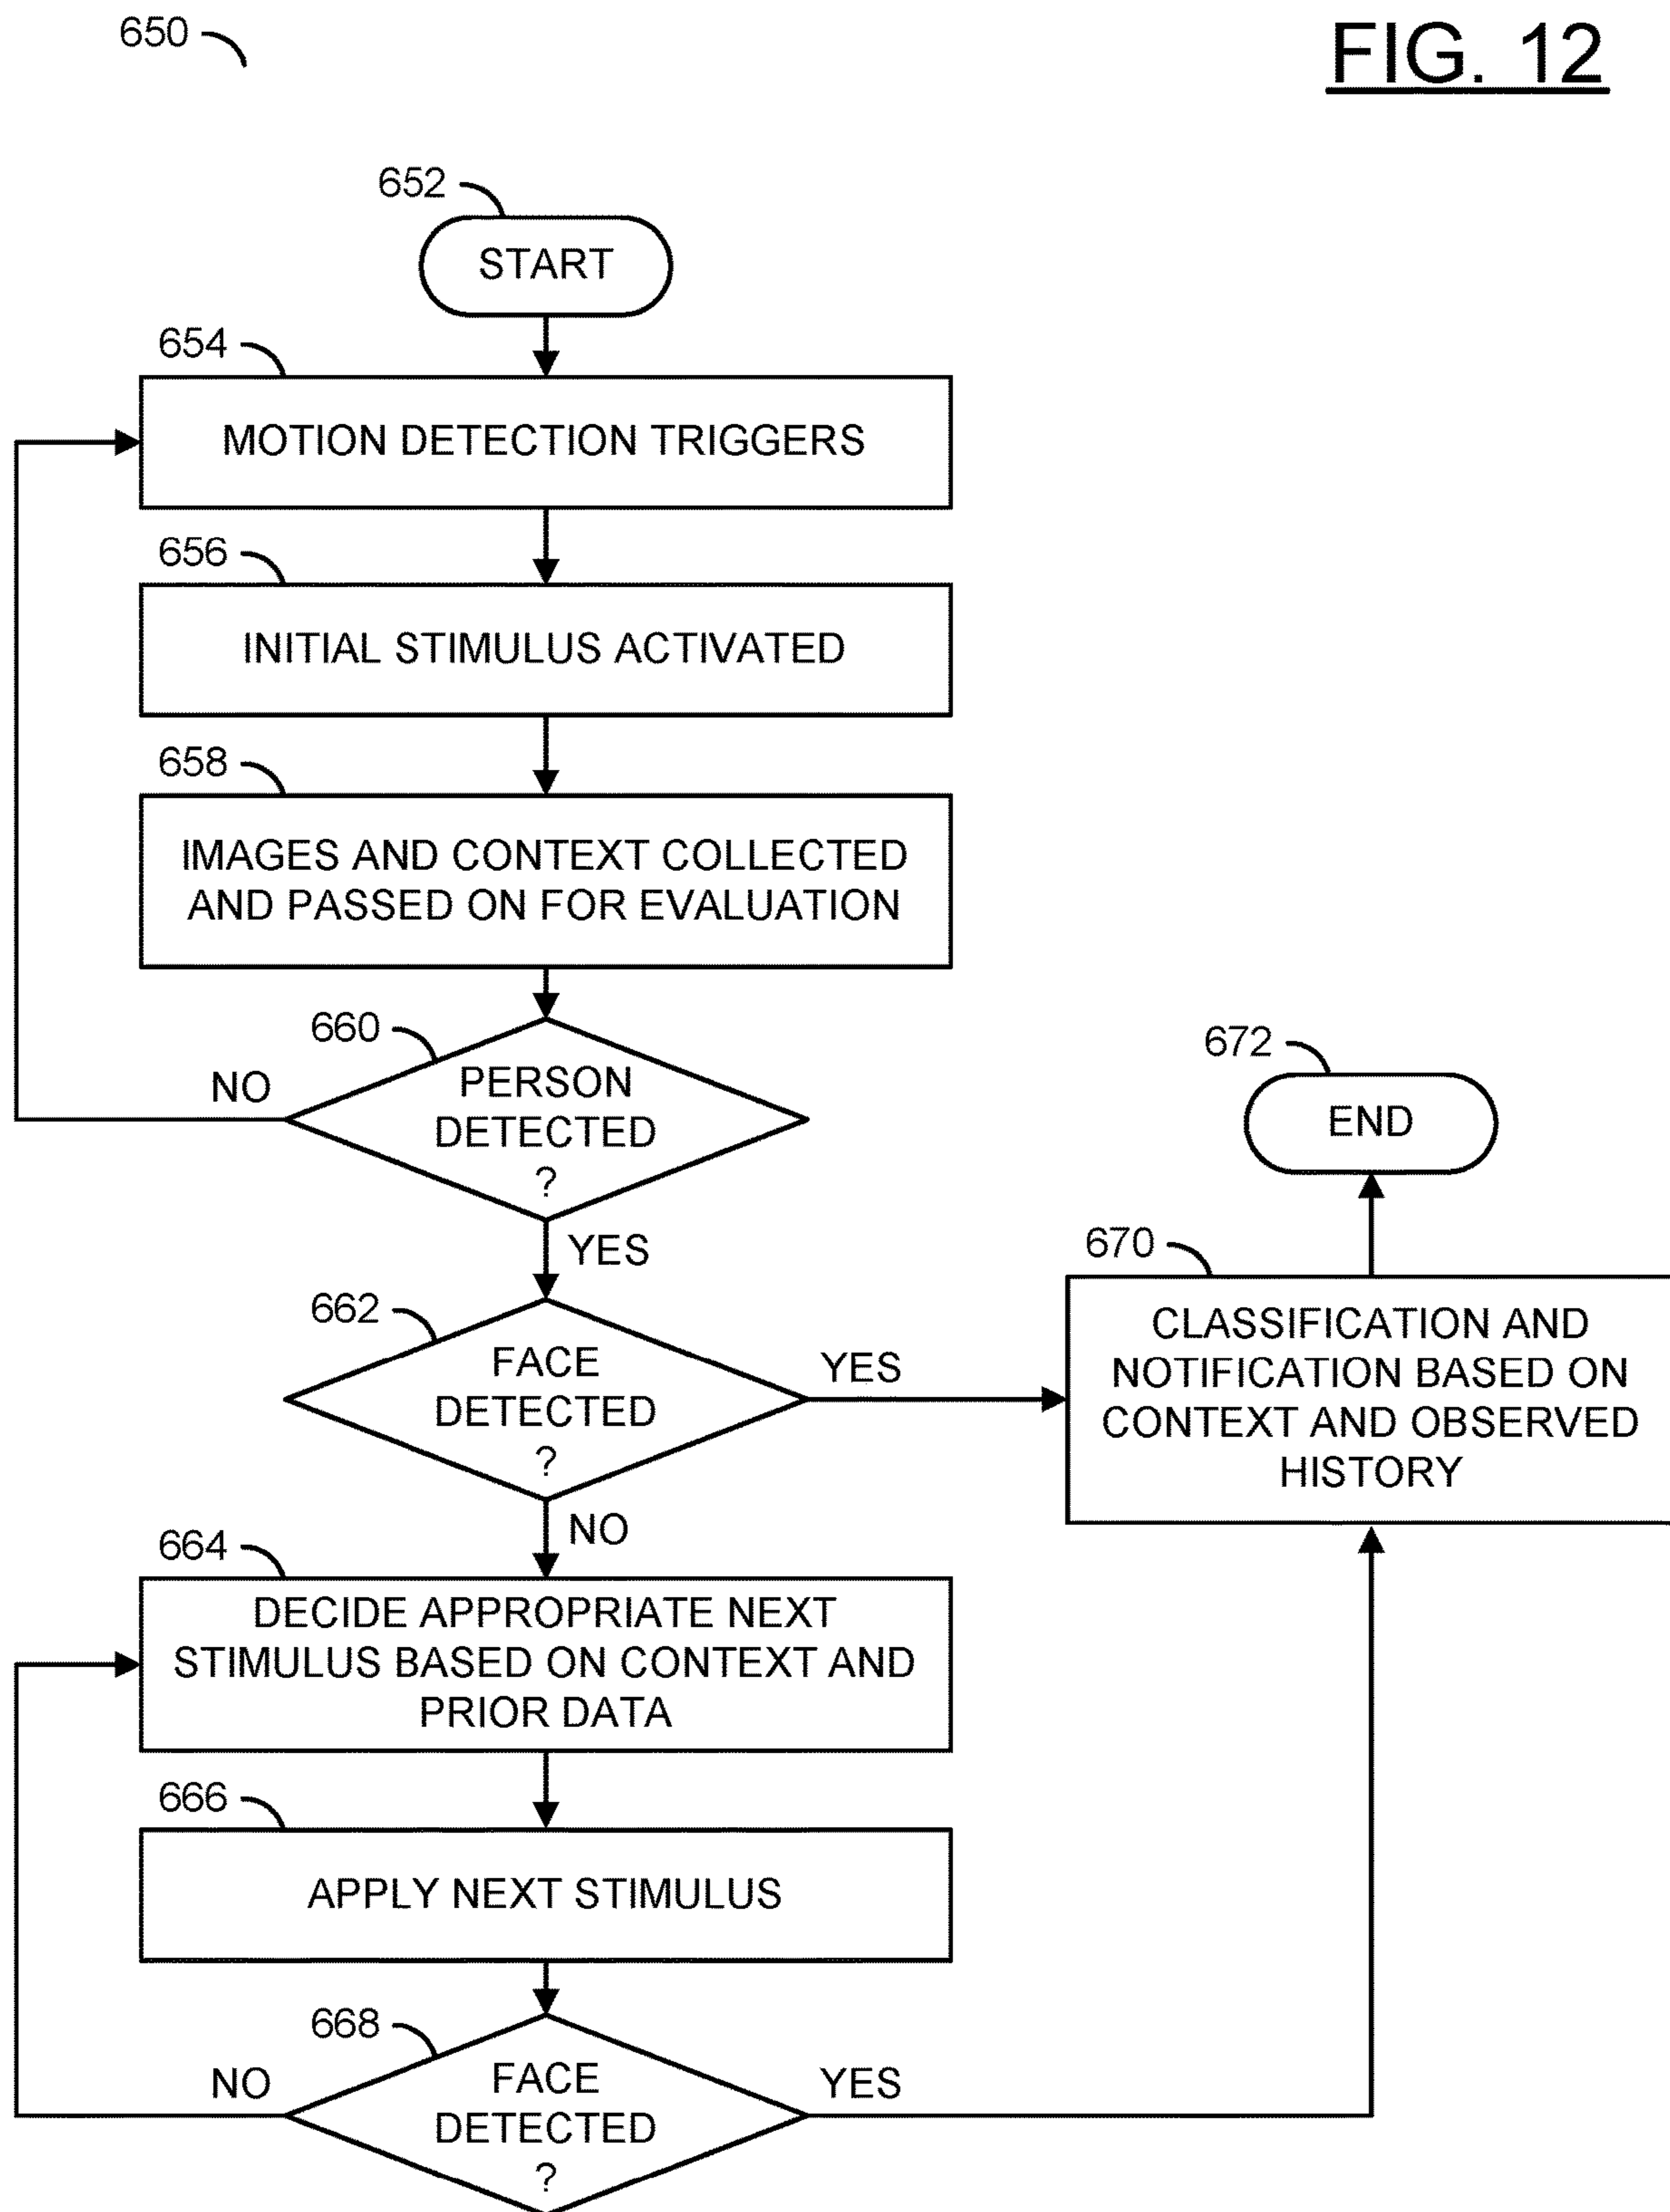 650
FIG. 12
652
START
654
MOTION DETECTION TRIGGERS
656
INITIAL STIMULUS ACTIVATED
658
IMAGES AND CONTEXT COLLECTED
AND PASSED ON FOR EVALUATION
660
NO
PERSON
DETECTED
?
YES
672
END
662
FACE
DETECTED
?
YES
NO
670
CLASSIFICATION AND
NOTIFICATION BASED ON
CONTEXT AND OBSERVED
HISTORY
664
DECIDE APPROPRIATE NEXT
STIMULUS BASED ON CONTEXT AND
PRIOR DATA
666
APPLY NEXT STIMULUS
668
NO
FACE
DETECTED
?
YES